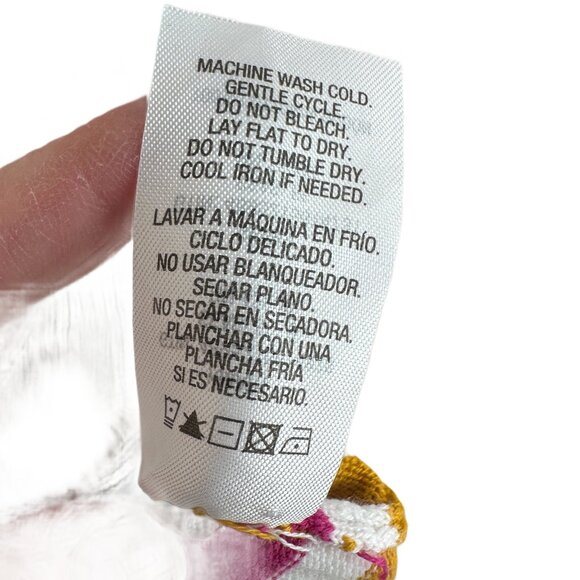 MACHINE WASH COLD.
GENTLE CYCLE.
DO NOT BLEACH.
LAY FLAT TO DRY.
DO NOT TUMBLE DRY.
COOL IRON IF NEEDED.
LAVAR A MÁQUINA EN FRÍO.
CICLO DELICADO.
NO USAR BLANQUEADOR.
SECAR PLANO.
NO SECAR EN SECADORA.
PLANCHAR CON UNA
PLANCHA FRÍA
SI ES NECESARIO.